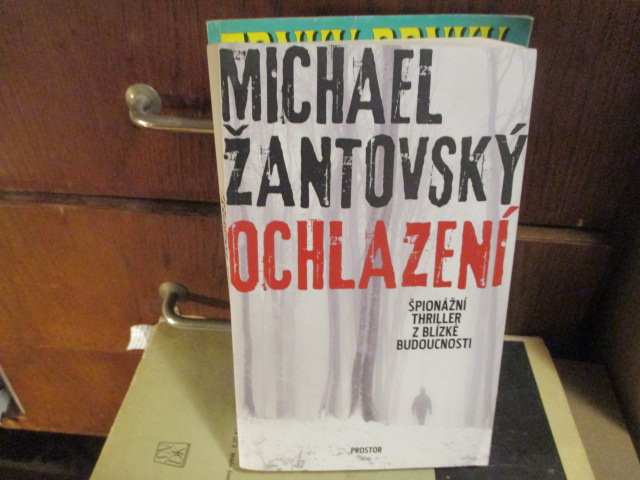 MICHAEL
ŽANTOVSKÝ
OCHLAZENÍ
ŠPIONÁŽNÍ
THRILLER
Z BLÍZKÉ
BUDOUCNOSTI
PROSTOR